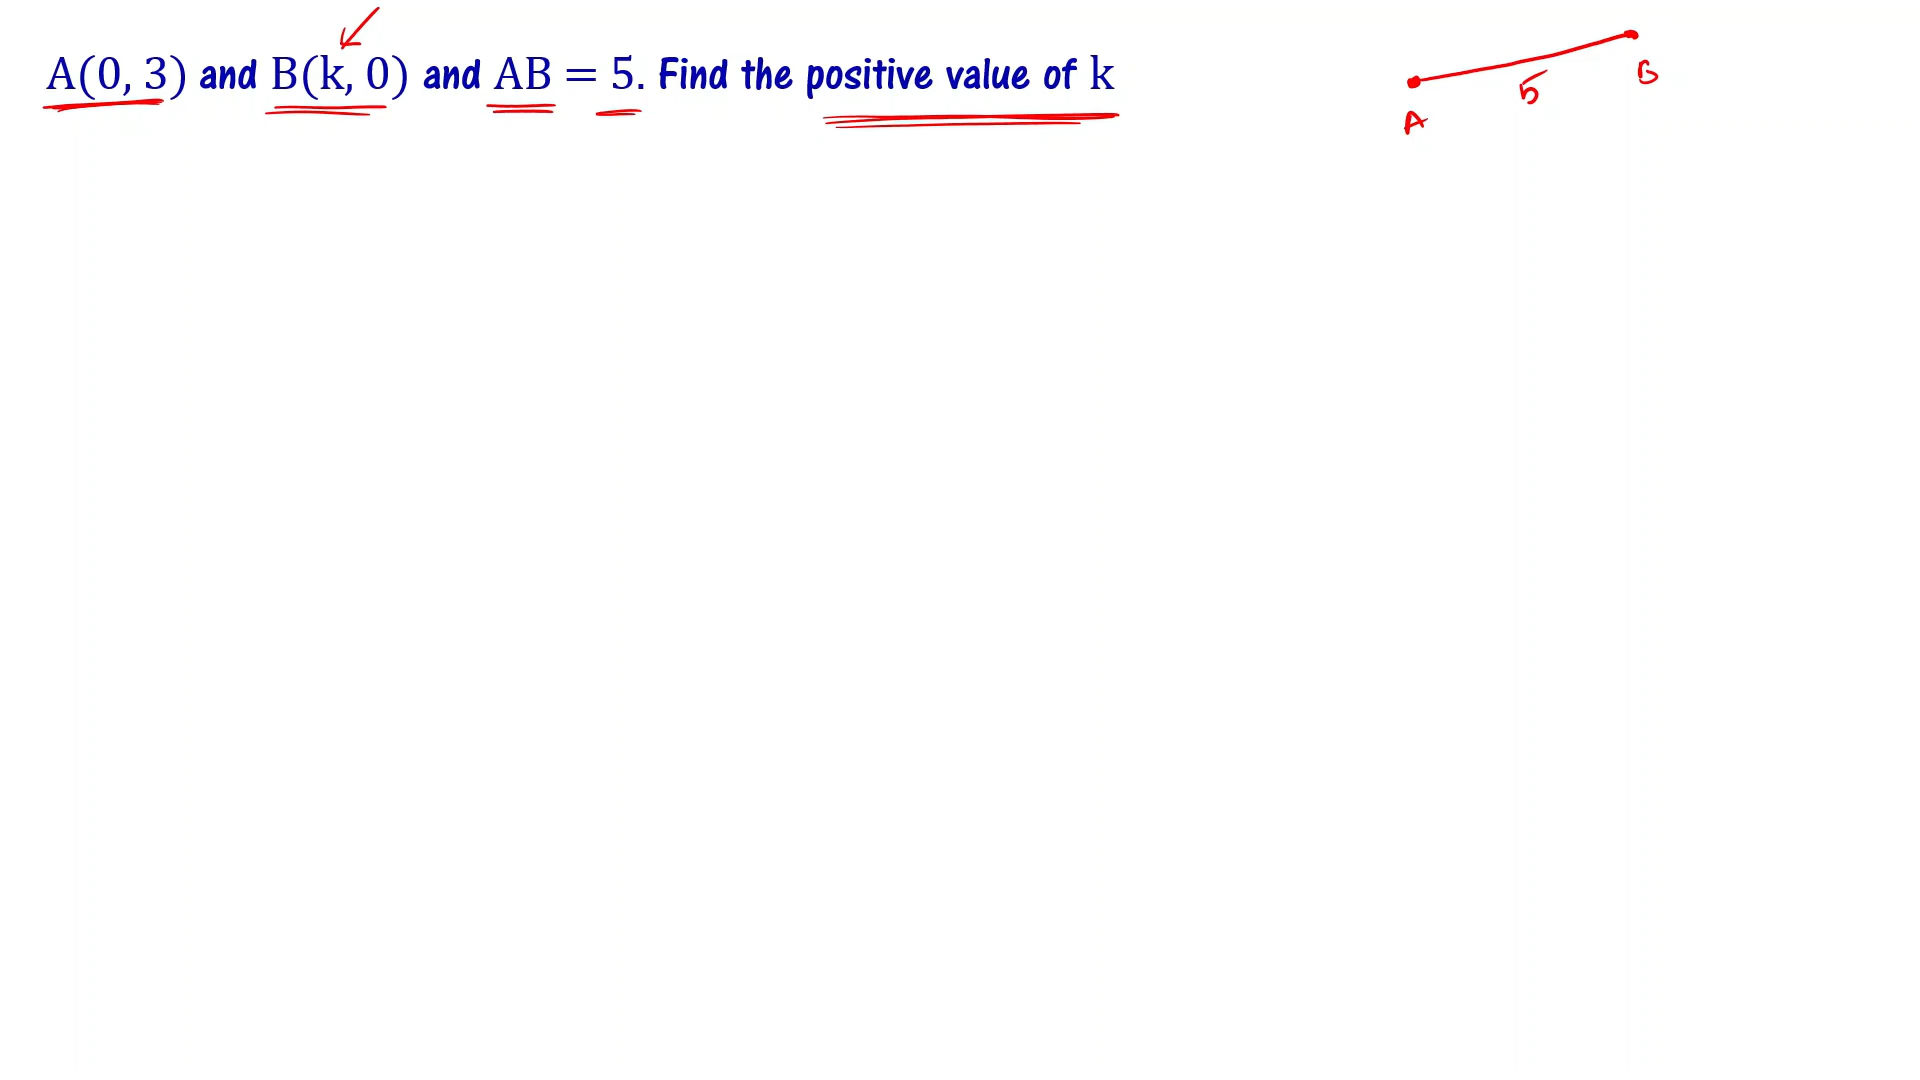 A(0, 3) and B(k, 0) and AB = 5. Find the positive value of k
A 5 B